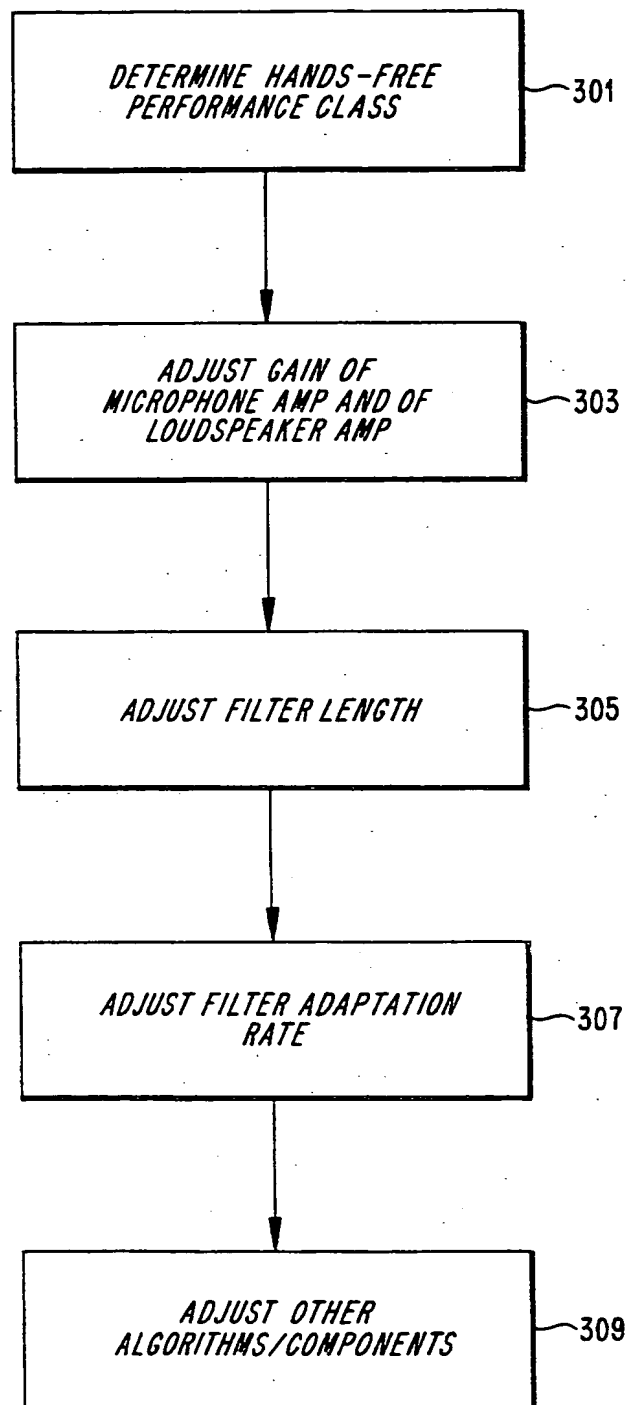 DETERMINE HANDS-FREE
PERFORMANCE CLASS
301
ADJUST GAIN OF
MICROPHONE AMP AND OF
LOUDSPEAKER AMP
303
ADJUST FILTER LENGTH
305
ADJUST FILTER ADAPTATION
RATE
307
ADJUST OTHER
ALGORITHMS/COMPONENTS
309